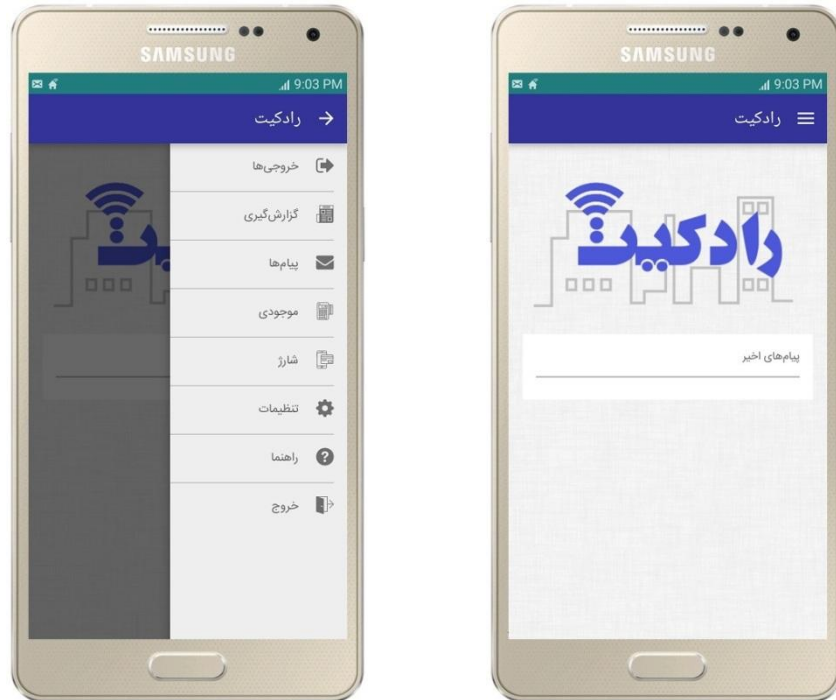 SAMSUNG
9:03 PM
رادکیت
خروجی‌ها
گزارش‌گیری
پیام‌ها
موجودی
شارژ
تنظیمات
راهنما
خروج
SAMSUNG
9:03 PM
رادکیت
رادکیت
پیام‌های اخیر